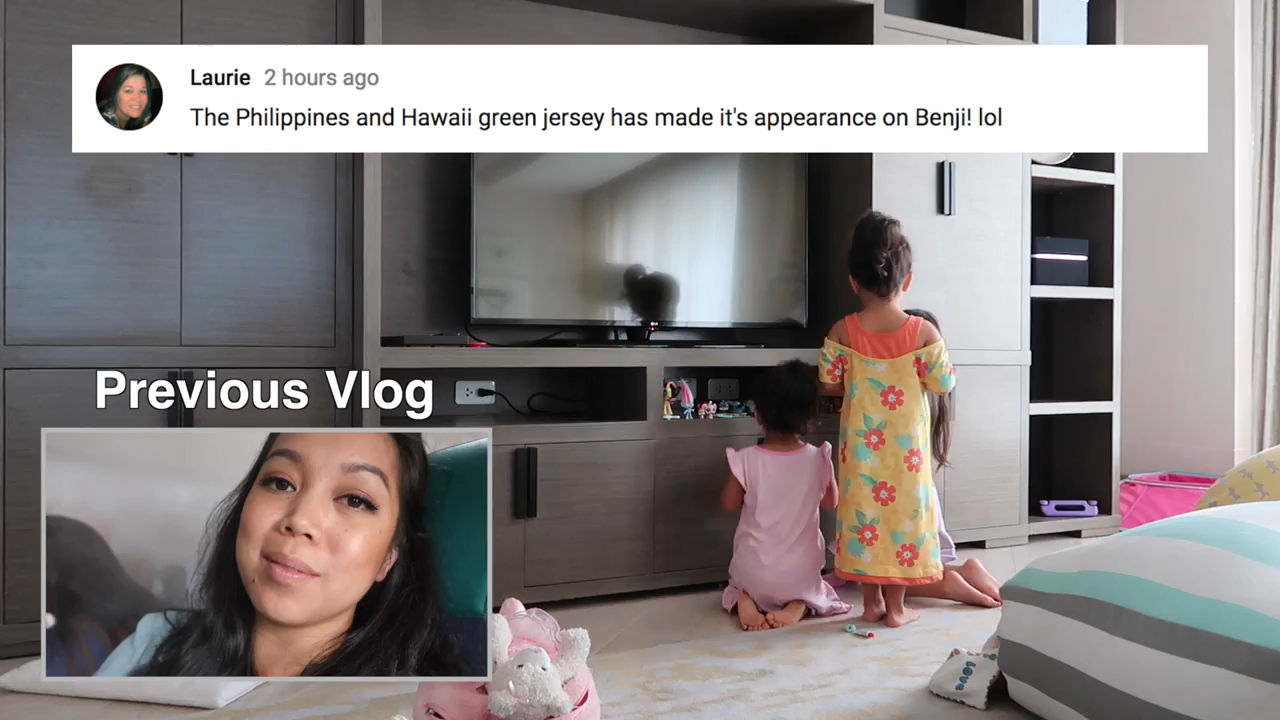 Laurie 2 hours ago
The Philippines and Hawaii green jersey has made it's appearance on Benji! lol
Previous Vlog